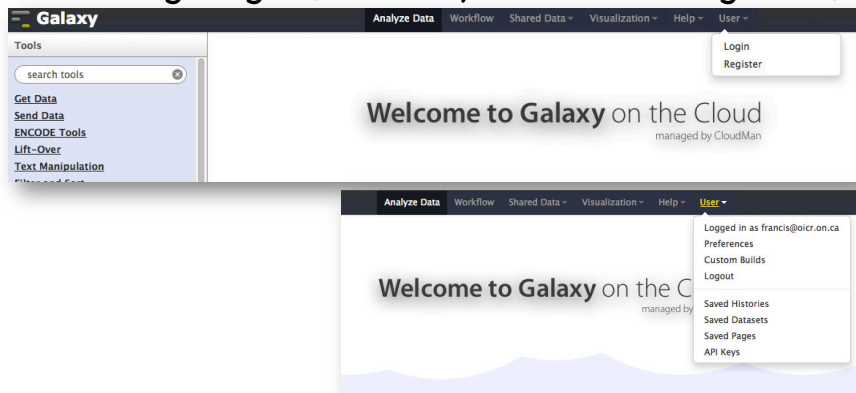 Galaxy
Analyze Data Workflow Shared Data Visualization Help User
Tools
Login
Register
search tools
Get Data
Send Data
ENCODE Tools
Lift-Over
Text Manipulation
Welcome to Galaxy on the Cloud
managed by CloudMan
Analyze Data Workflow Shared Data Visualization Help User
Logged in as francis@oicr.on.ca
Preferences
Custom Builds
Logout
Welcome to Galaxy on the C
managed by
Saved Histories
Saved Datasets
Saved Pages
API Keys